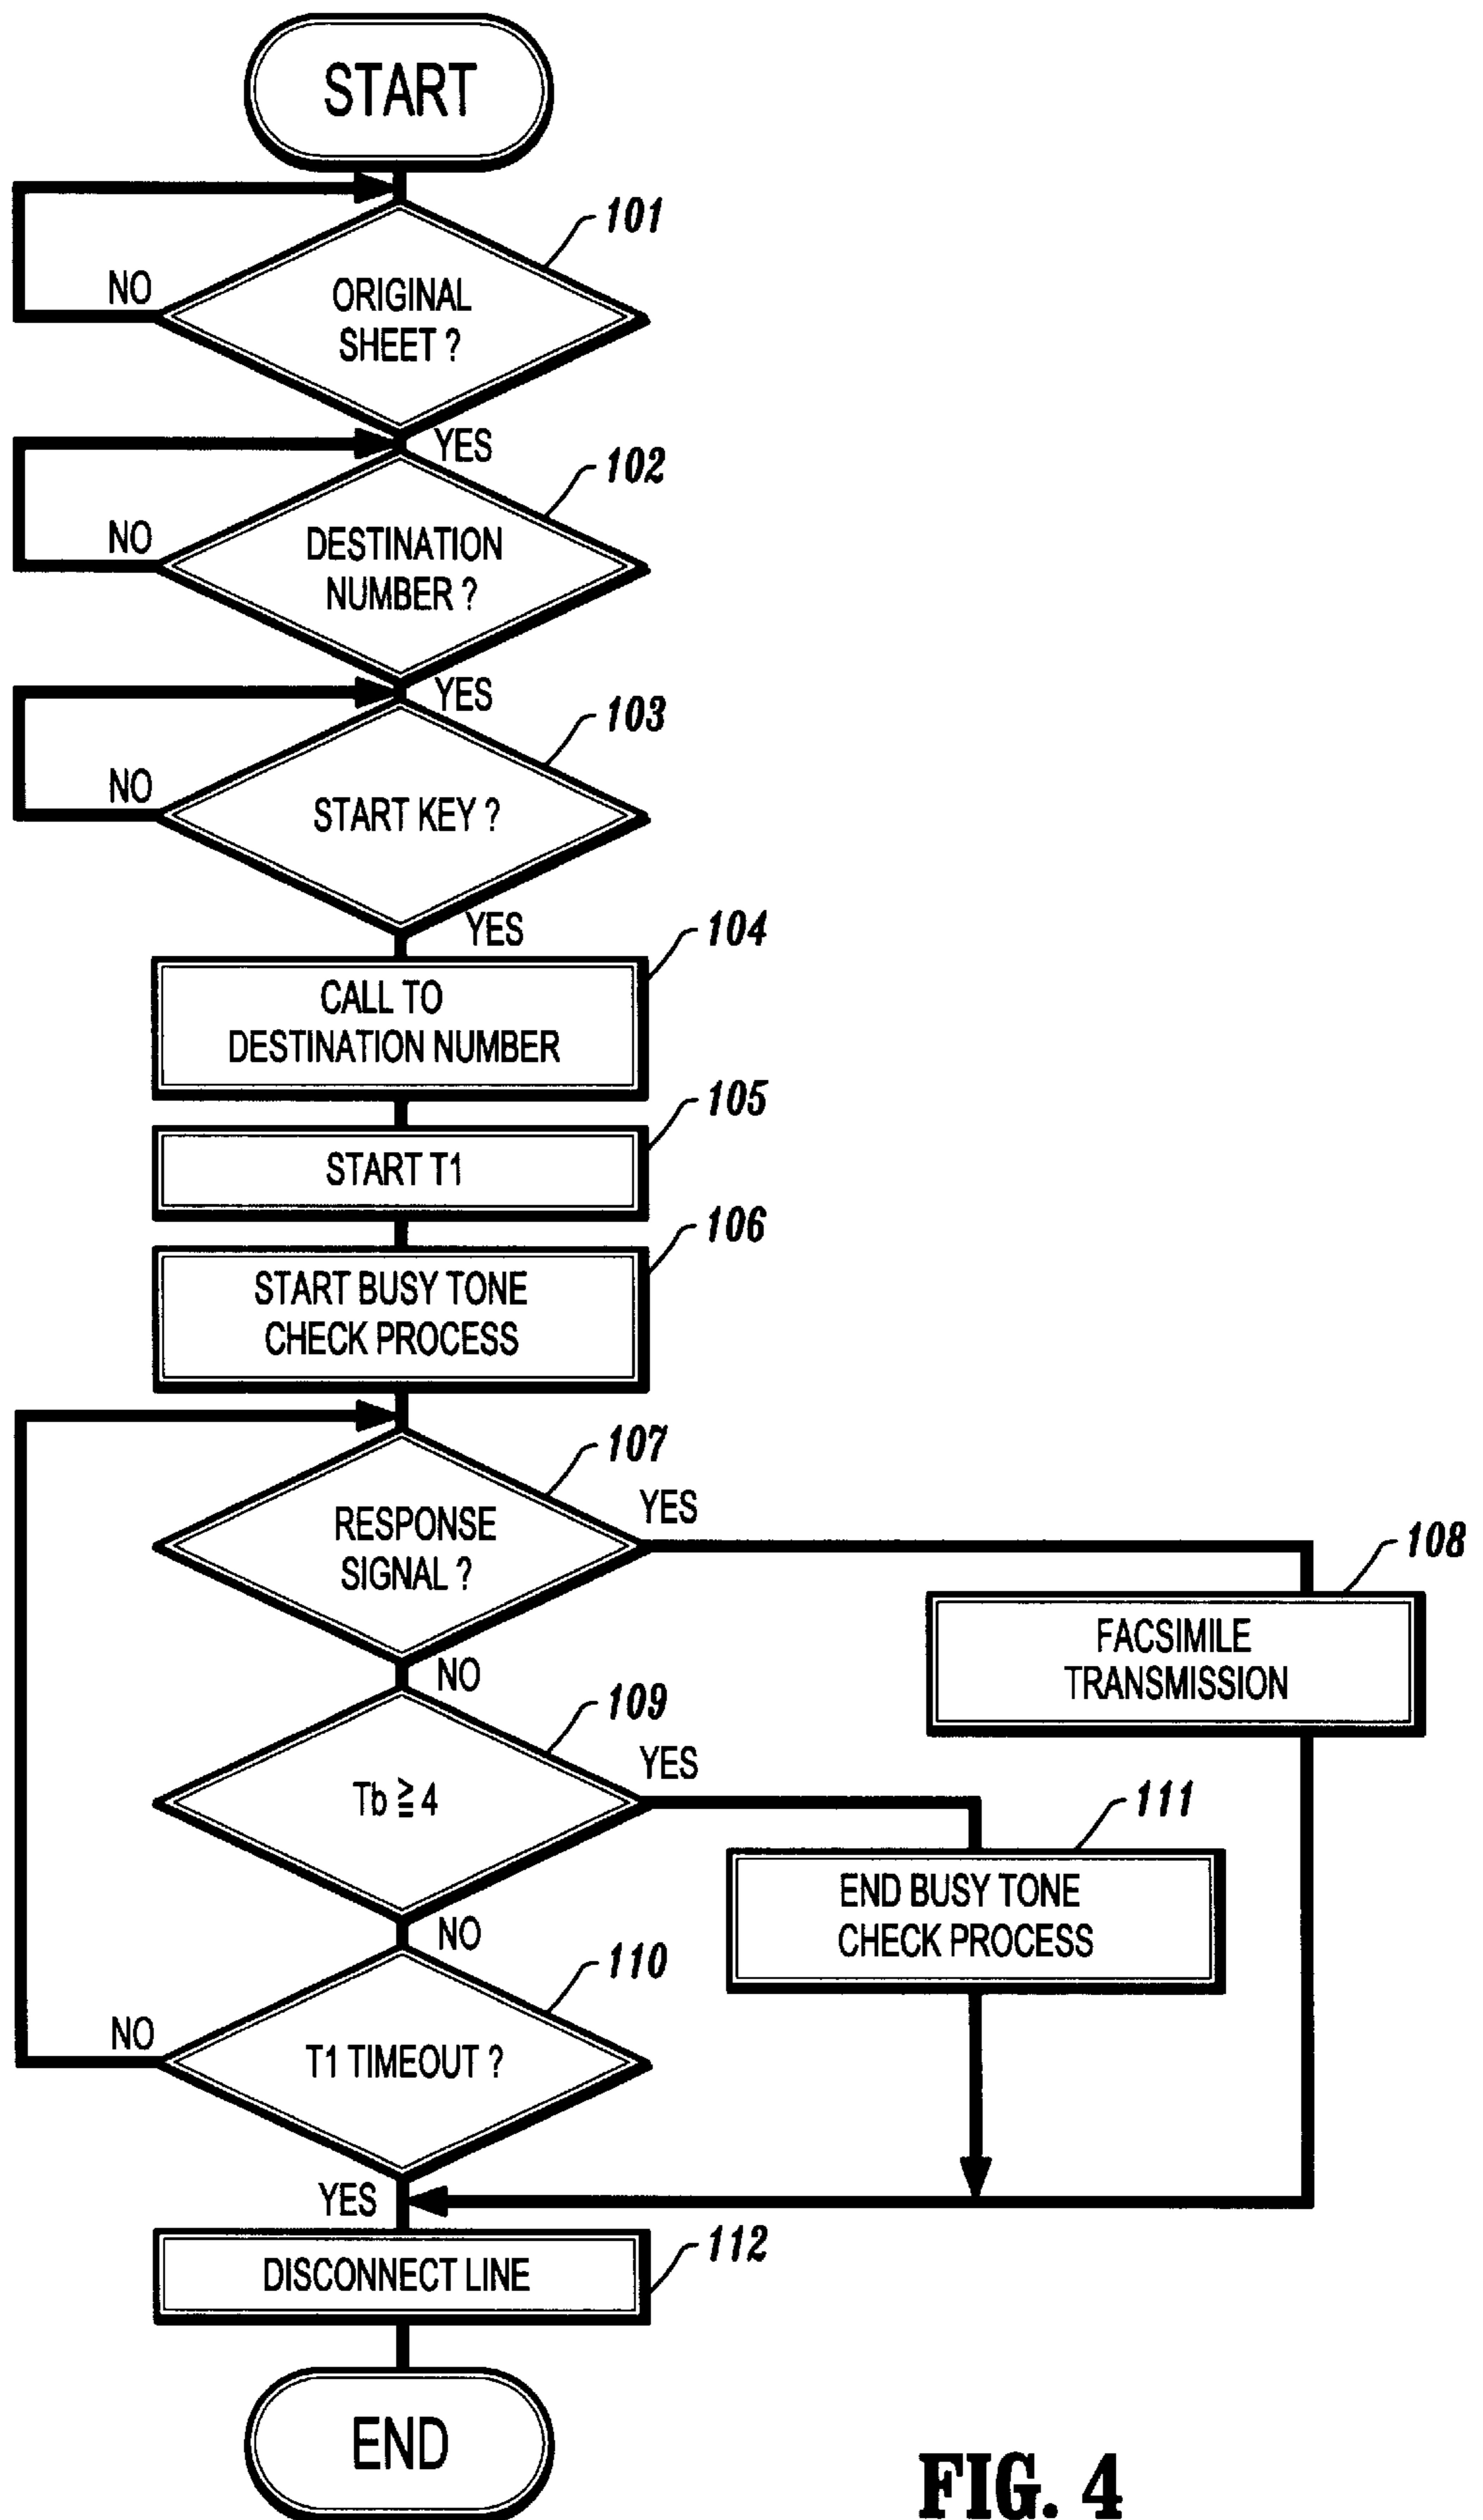 START
101
NO
ORIGINAL
SHEET ?
YES
102
NO
DESTINATION
NUMBER ?
YES
103
NO
START KEY ?
YES
104
CALL TO
DESTINATION NUMBER
105
START T1
106
START BUSY TONE
CHECK PROCESS
107
YES
RESPONSE
SIGNAL ?
108
FACSIMILE
TRANSMISSION
NO
109
YES
Tb ≧ 4
111
END BUSY TONE
CHECK PROCESS
NO
110
NO
T1 TIMEOUT ?
YES
112
DISCONNECT LINE
END
FIG. 4